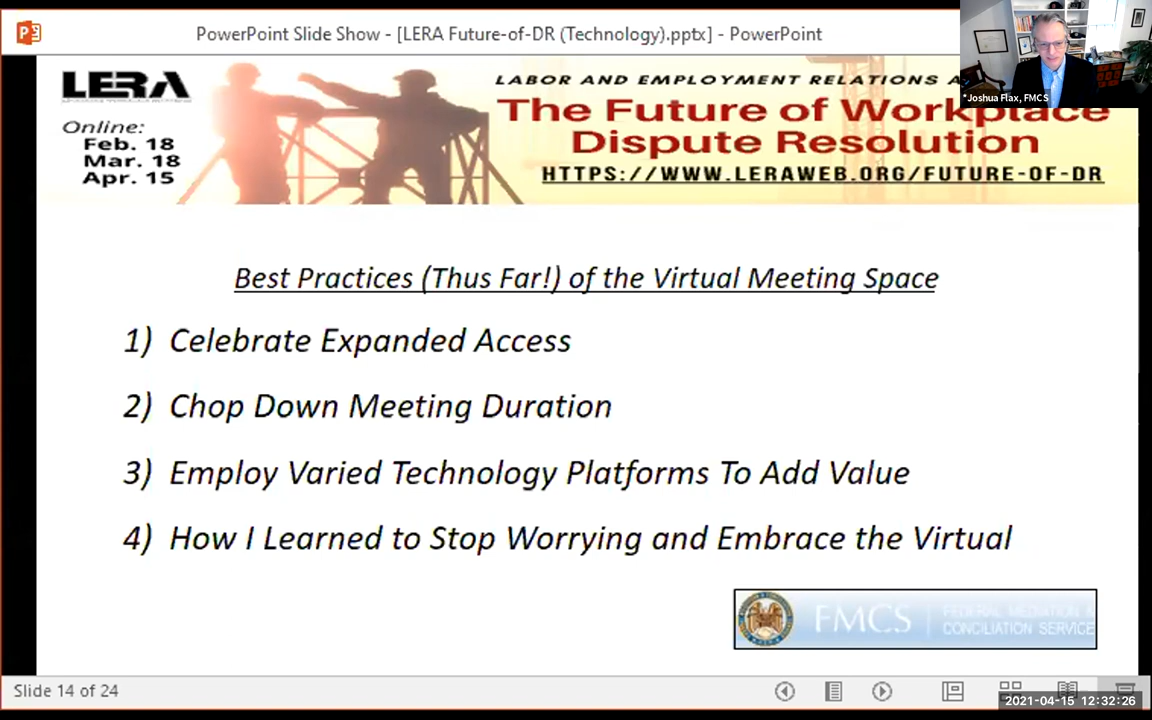 PowerPoint Slide Show - [LERA Future-of-DR (Technology).pptx] - PowerPoint
*Joshua Flax, FMCS
LERA
LABOR AND EMPLOYMENT RELATIONS A
The Future of Workplace
Dispute Resolution
HTTPS://WWW.LERAWEB.ORG/FUTURE-OF-DR
Online:
Feb. 18
Mar. 18
Apr. 15
Best Practices (Thus Far!) of the Virtual Meeting Space
1) Celebrate Expanded Access
2) Chop Down Meeting Duration
3) Employ Varied Technology Platforms To Add Value
4) How I Learned to Stop Worrying and Embrace the Virtual
FMCS
FEDERAL MEDIATION &
CONCILIATION SERVICE
Slide 14 of 24
2021-04-15 12:32:26